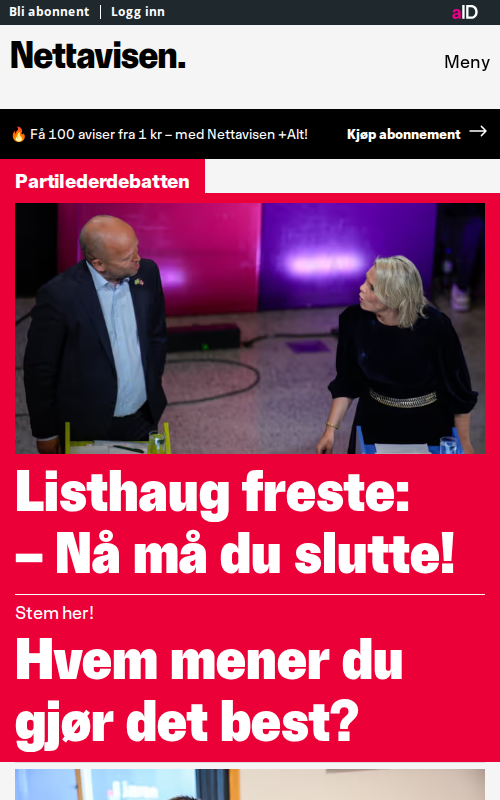 Bli abonnent | Logg inn
aID
Nettavisen.
Meny
🔥 Få 100 aviser fra 1 kr – med Nettavisen +Alt!
Kjøp abonnement →
Partilederdebatten
Listhaug freste:
– Nå må du slutte!
Stem her!
Hvem mener du
gjør det best?